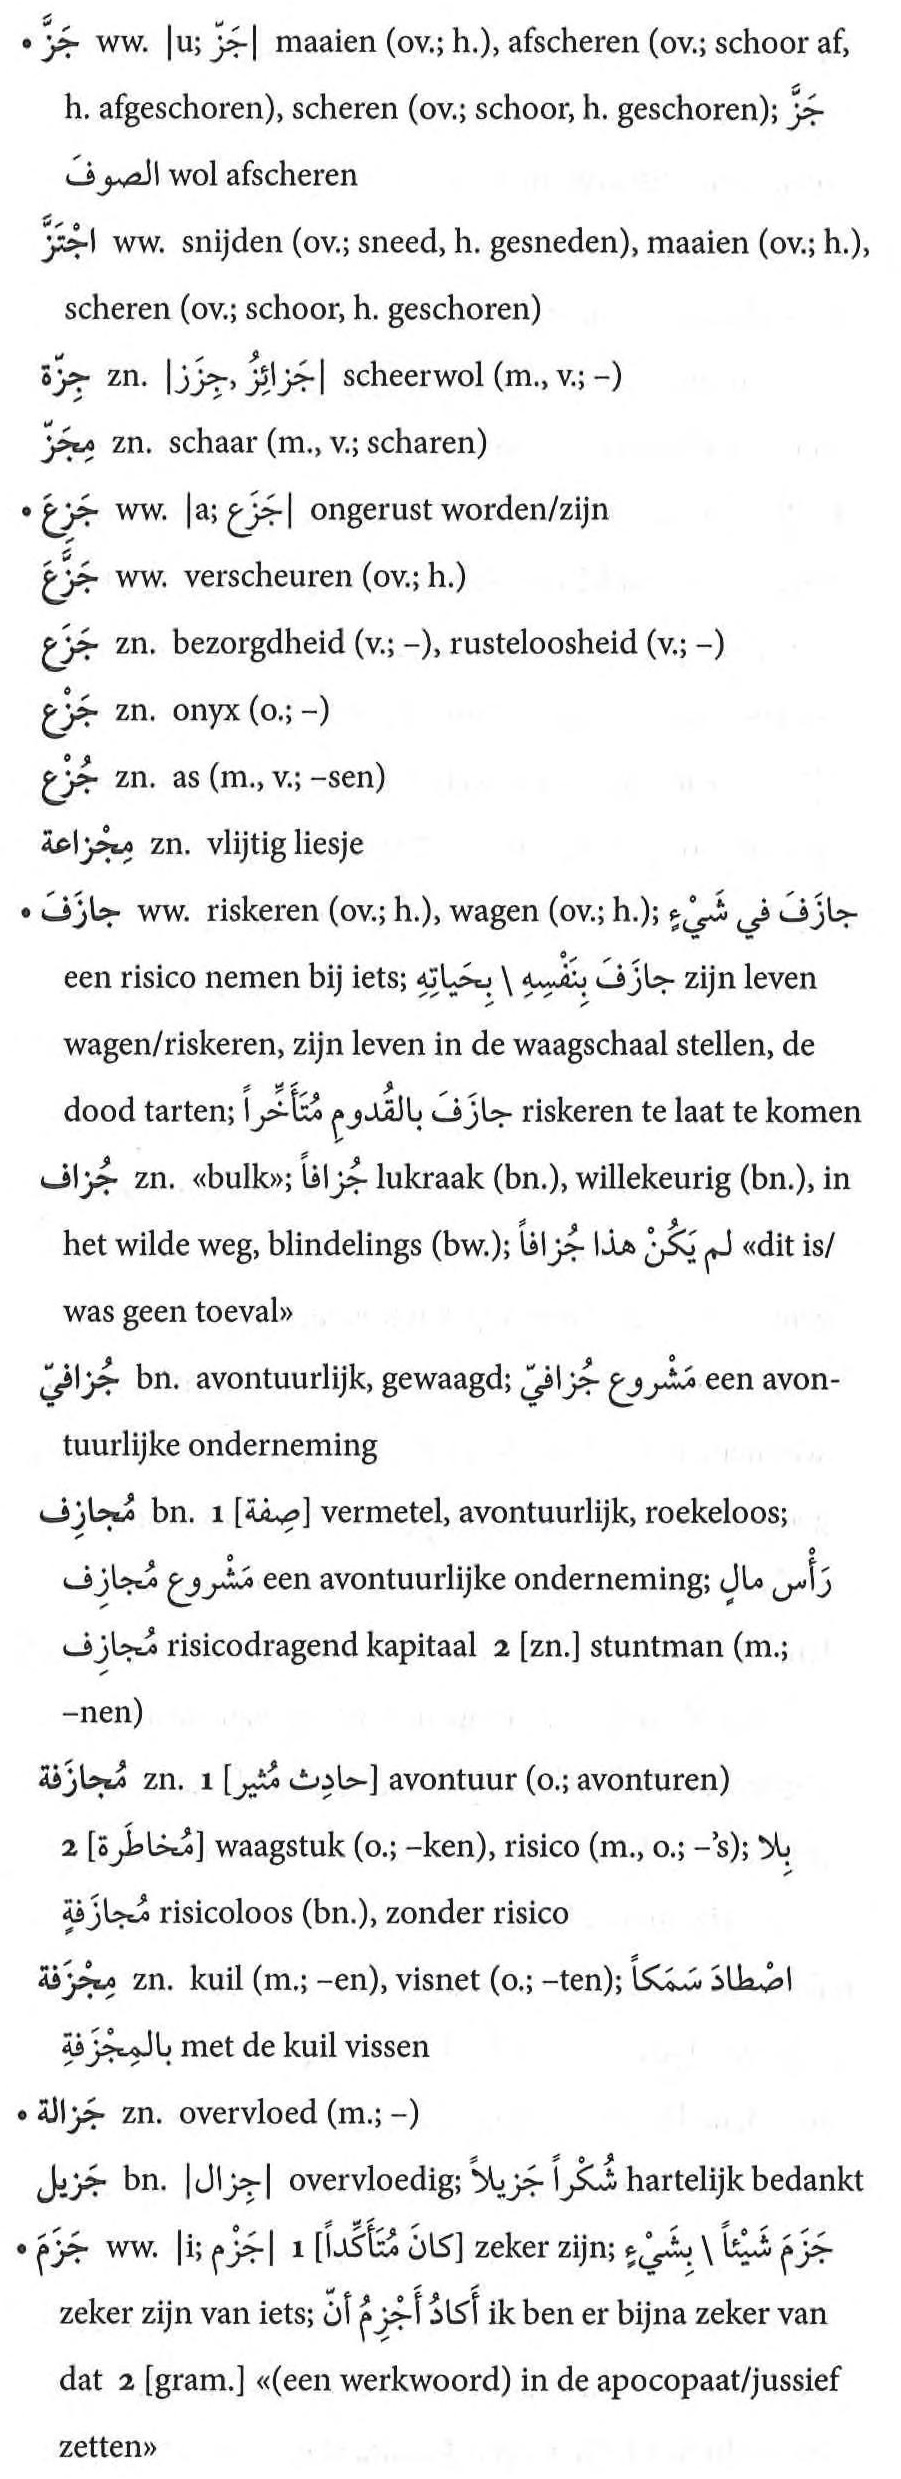 • جَزَّ ww. |u; جَزّ| maaien (ov.; h.), afscheren (ov.; schoor af,
h. afgeschoren), scheren (ov.; schoor, h. geschoren); جَزَّ
الصوفَ wol afscheren
اجْتَزَّ ww. snijden (ov.; sneed, h. gesneden), maaien (ov.; h.),
scheren (ov.; schoor, h. geschoren)
جِزّة zn. |جَزائِزُ ,جِزَز| scheerwol (m., v.; –)
مِجَزّ zn. schaar (m., v.; scharen)
• جَزِعَ ww. |a; جَزَع| ongerust worden/zijn
جَزَّعَ ww. verscheuren (ov.; h.)
جَزَع zn. bezorgdheid (v.; –), rusteloosheid (v.; –)
جَزْع zn. onyx (o.; –)
جُزْع zn. as (m., v.; –sen)
مِجْزاعة zn. vlijtig liesje
• جازَفَ ww. riskeren (ov.; h.), wagen (ov.; h.); جازَفَ في شَيْءٍ
een risico nemen bij iets; جازَفَ بِنَفْسِهِ \ بِحَياتِهِ zijn leven
wagen/riskeren, zijn leven in de waagschaal stellen, de
dood tarten; جازَفَ بالقُدومِ مُتَأَخِّراً riskeren te laat te komen
جُزاف zn. «bulk»; جُزافاً lukraak (bn.), willekeurig (bn.), in
het wilde weg, blindelings (bw.); لم يَكُنْ هذا جُزافاً «dit is/
was geen toeval»
جُزافيّ bn. avontuurlijk, gewaagd; مَشْروع جُزافيّ een avon-
tuurlijke onderneming
مُجازِف bn. 1 [صِفة] vermetel, avontuurlijk, roekeloos;
مَشْروع مُجازِف een avontuurlijke onderneming; رَأْس مالٍ
مُجازِف risicodragend kapitaal 2 [zn.] stuntman (m.;
–nen)
مُجازَفة zn. 1 [حادِث مُثير] avontuur (o.; avonturen)
2 [مُخاطَرة] waagstuk (o.; –ken), risico (m., o.; –’s); بِلا
مُجازَفةٍ risicoloos (bn.), zonder risico
مِجْزَفة zn. kuil (m.; –en), visnet (o.; –ten); اصْطادَ سَمَكاً
بالمِجْزَفةِ met de kuil vissen
• جَزالة zn. overvloed (m.; –)
جَزيل bn. |جِزال| overvloedig; شُكْراً جَزيلاً hartelijk bedankt
• جَزَمَ ww. |i; جَزْم| 1 [كانَ مُتَأَكِّداً] zeker zijn; جَزَمَ شَيْئاً \ بِشَيْءٍ
zeker zijn van iets; أَكادُ أَجْزِمُ أنّ ik ben er bijna zeker van
dat 2 [gram.] «(een werkwoord) in de apocopaat/jussief
zetten»